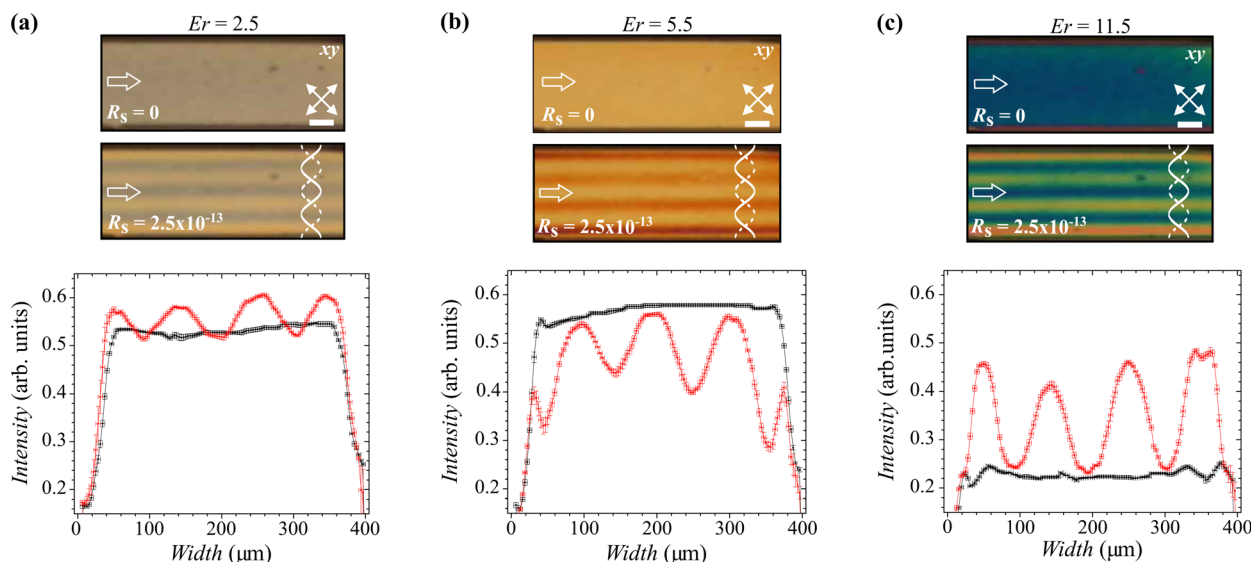 (a)
Er = 2.5
xy
Rs = 0
Rs = 2.5x10⁻¹³
Intensity (arb. units)
0.6
0.5
0.4
0.3
0.2
0 100 200 300 400
Width (μm)
(b)
Er = 5.5
xy
Rs = 0
Rs = 2.5x10⁻¹³
Intensity (arb. units)
0.6
0.5
0.4
0.3
0.2
0 100 200 300 400
Width (μm)
(c)
Er = 11.5
xy
Rs = 0
Rs = 2.5x10⁻¹³
Intensity (arb.units)
0.6
0.5
0.4
0.3
0.2
0 100 200 300 400
Width (μm)